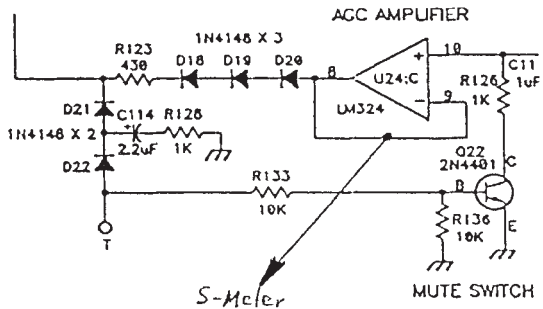 AGC AMPLIFIER
1N4148 X 3
R123
430
D18
D19
D20
8
+
10
U24:C
LM324
-
9
C11
1uF
R126
1K
D21
C114
+
2.2uF
R128
1K
1N4148 X 2
D22
Q22
2N4401
C
B
E
R133
10K
R136
10K
T
S-Meter
MUTE SWITCH